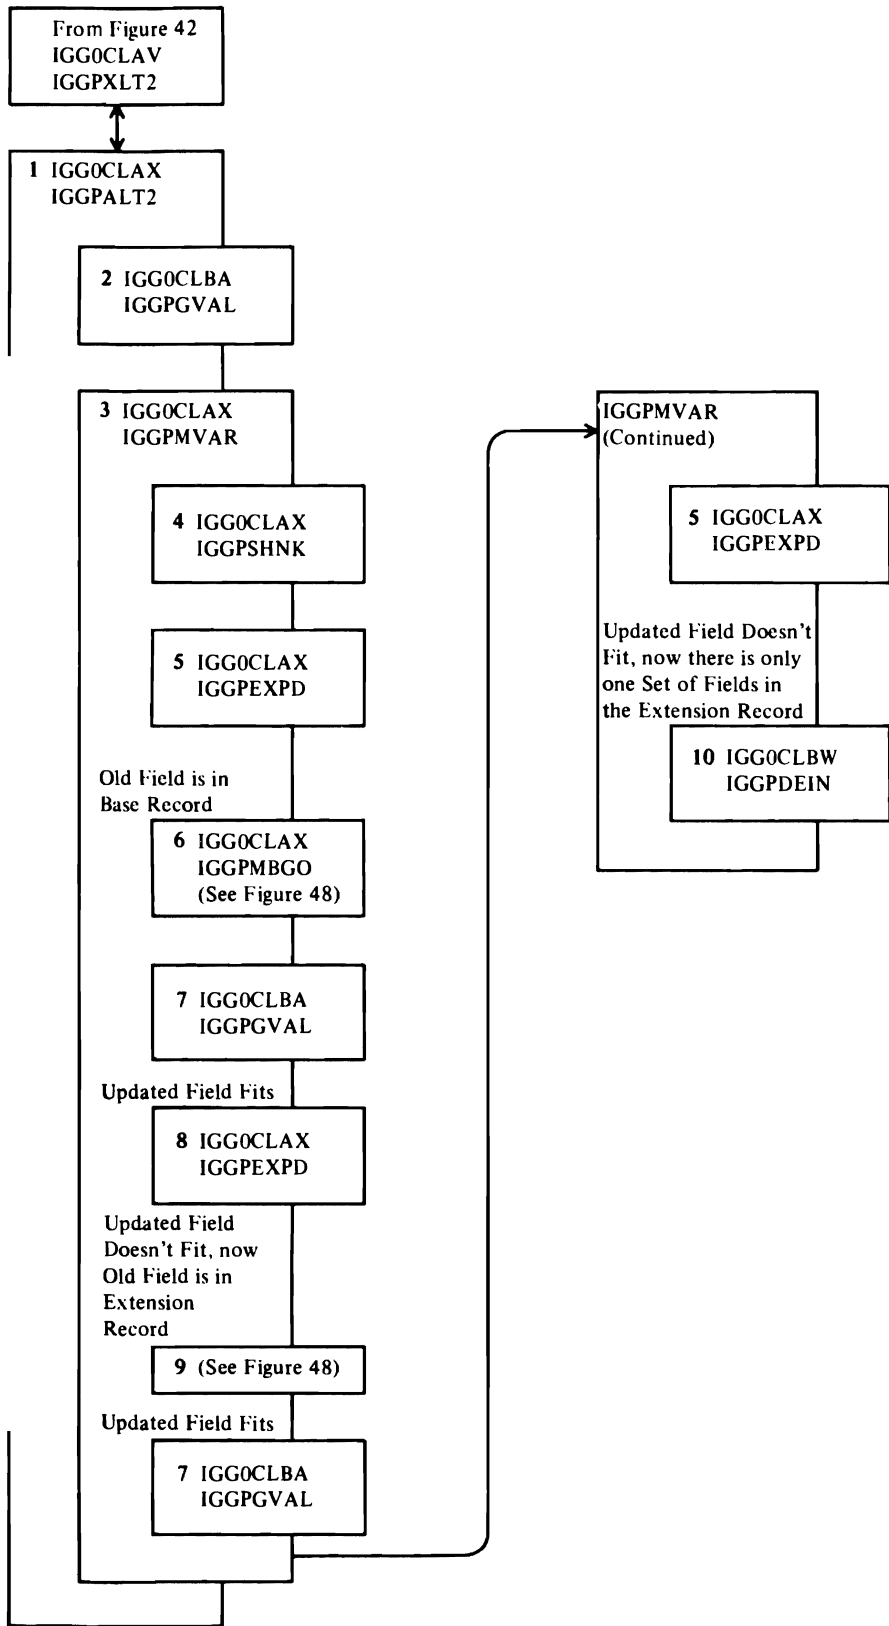 From Figure 42
IGG0CLAV
IGGPXLT2
1 IGG0CLAX
IGGPALT2
2 IGG0CLBA
IGGPGVAL
3 IGG0CLAX
IGGPMVAR
4 IGG0CLAX
IGGPSHNK
5 IGG0CLAX
IGGPEXPD
Old Field is in
Base Record
6 IGG0CLAX
IGGPMBGO
(See Figure 48)
7 IGG0CLBA
IGGPGVAL
Updated Field Fits
8 IGG0CLAX
IGGPEXPD
Updated Field
Doesn't Fit, now
Old Field is in
Extension
Record
9 (See Figure 48)
Updated Field Fits
7 IGG0CLBA
IGGPGVAL
IGGPMVAR
(Continued)
5 IGG0CLAX
IGGPEXPD
Updated Field Doesn't
Fit, now there is only
one Set of Fields in
the Extension Record
10 IGG0CLBW
IGGPDEIN